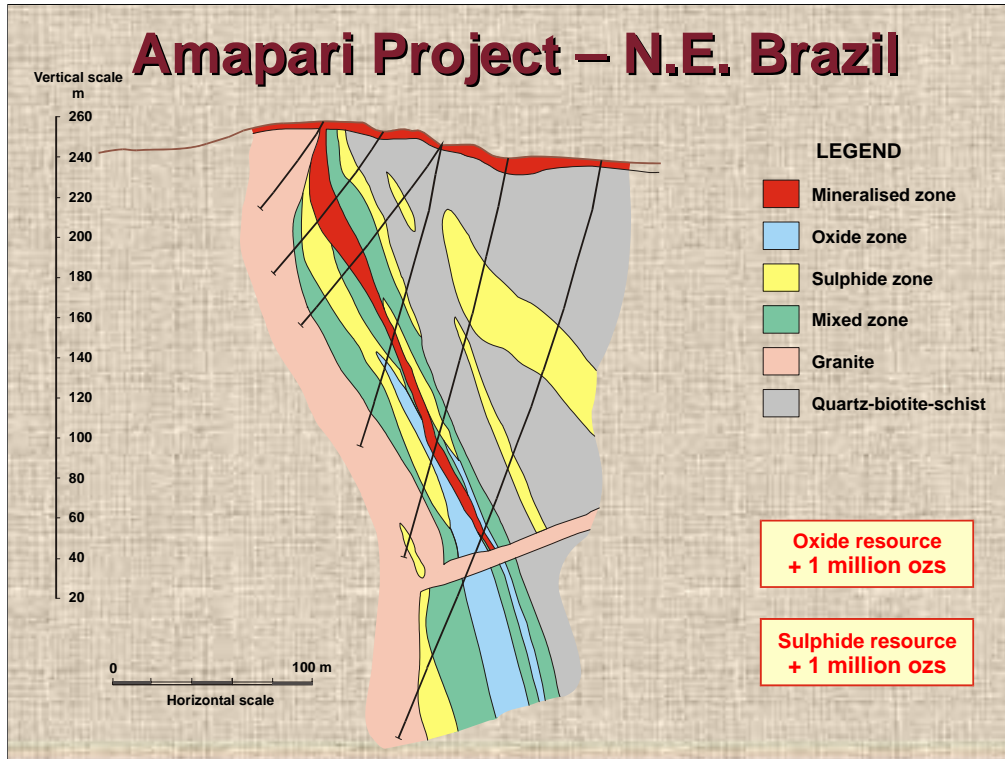 Amapari Project – N.E. Brazil
Vertical scale
m
260
240
220
200
180
160
140
120
100
80
60
40
20
0
100 m
Horizontal scale
LEGEND
Mineralised zone
Oxide zone
Sulphide zone
Mixed zone
Granite
Quartz-biotite-schist
Oxide resource
+ 1 million ozs
Sulphide resource
+ 1 million ozs